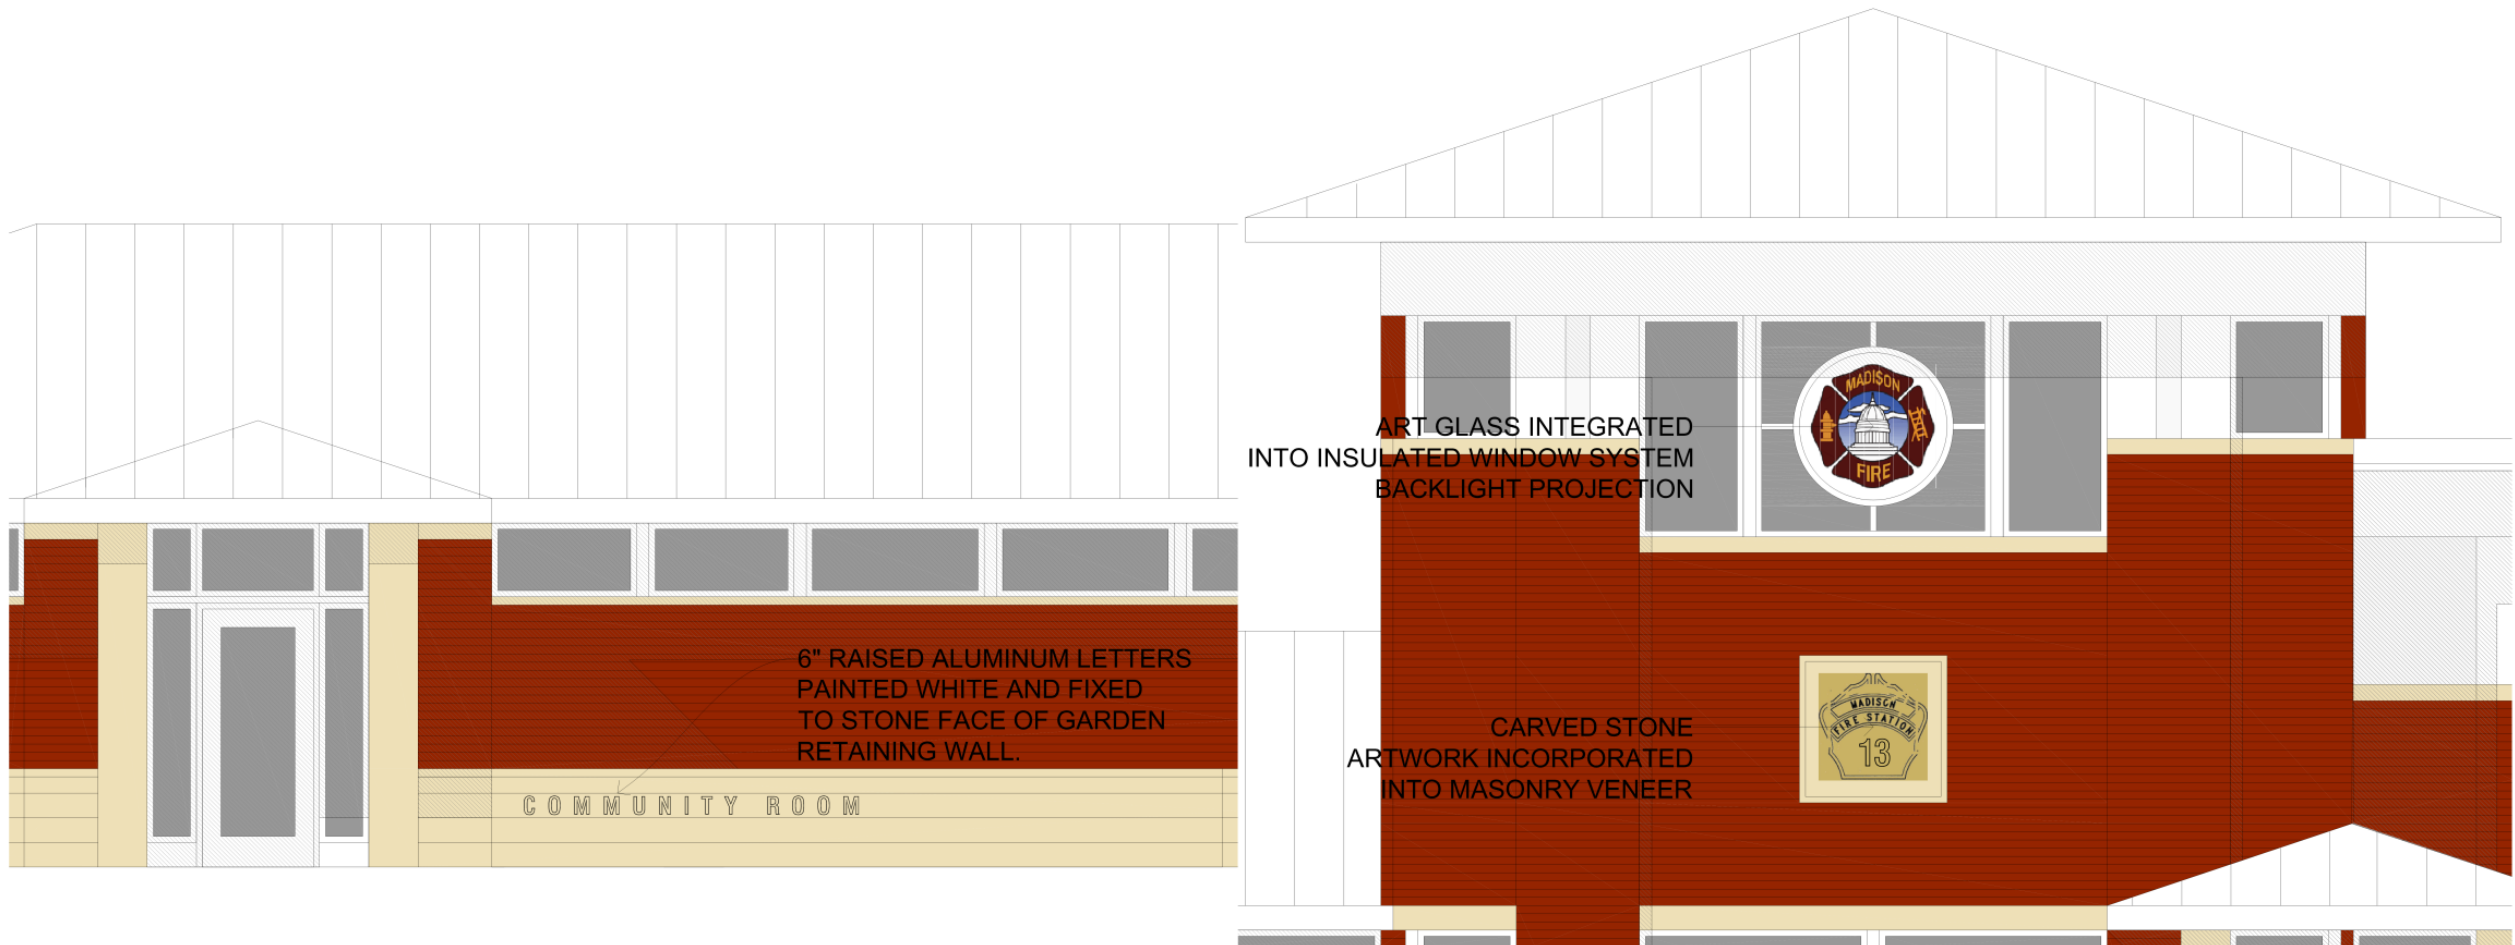 6" RAISED ALUMINUM LETTERS
PAINTED WHITE AND FIXED
TO STONE FACE OF GARDEN
RETAINING WALL.
COMMUNITY ROOM
ART GLASS INTEGRATED
INTO INSULATED WINDOW SYSTEM
BACKLIGHT PROJECTION
MADISON
FIRE
CARVED STONE
ARTWORK INCORPORATED
INTO MASONRY VENEER
MADISON
FIRE STATION
13